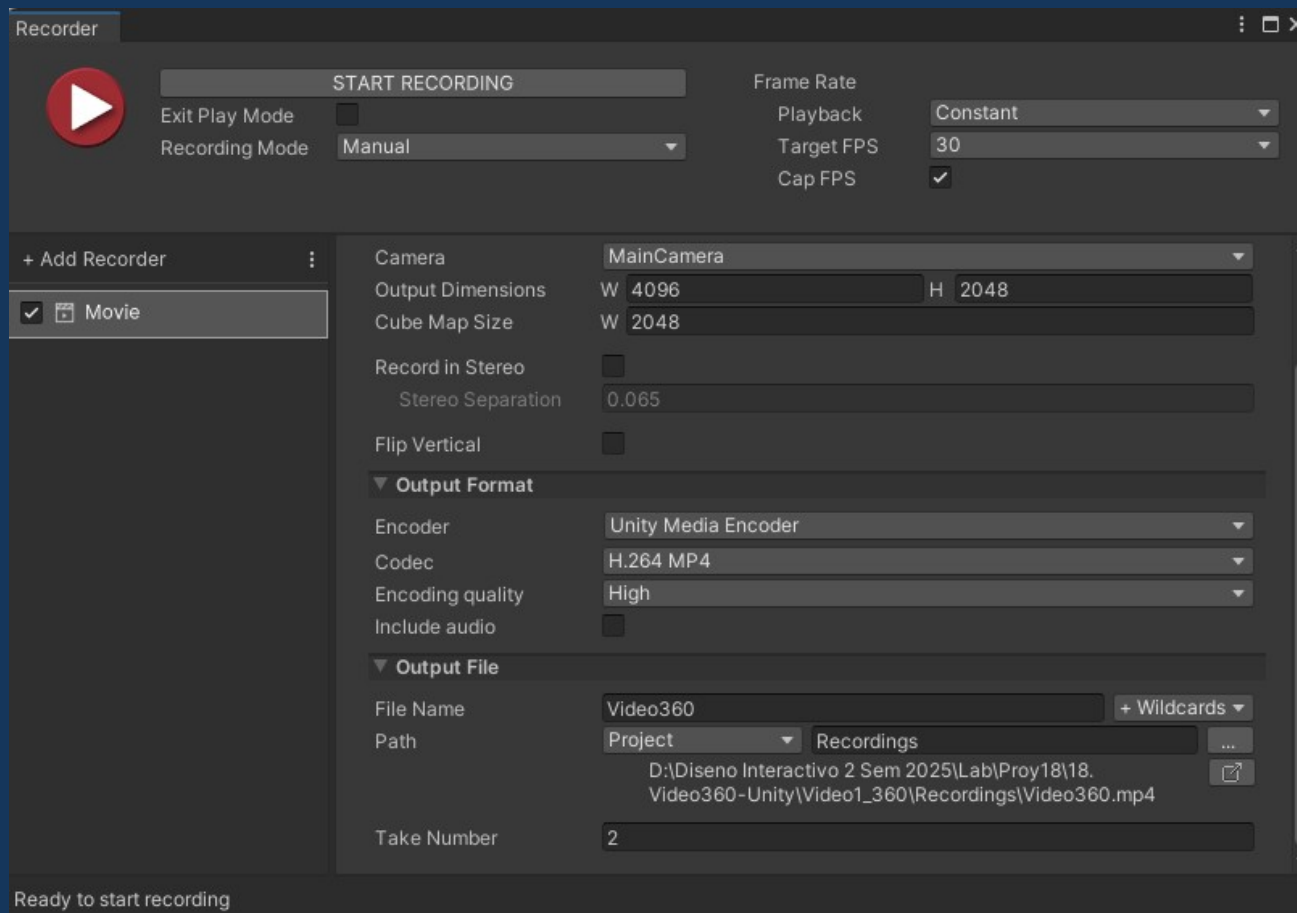 Recorder
START RECORDING
Exit Play Mode
Recording Mode Manual
Frame Rate
Playback Constant
Target FPS 30
Cap FPS
+ Add Recorder
Movie
Camera MainCamera
Output Dimensions W 4096 H 2048
Cube Map Size W 2048
Record in Stereo
Stereo Separation 0.065
Flip Vertical
Output Format
Encoder Unity Media Encoder
Codec H.264 MP4
Encoding quality High
Include audio
Output File
File Name Video360 + Wildcards
Path Project Recordings ...
D:\Diseno Interactivo 2 Sem 2025\Lab\Proy18\18.
Video360-Unity\Video1_360\Recordings\Video360.mp4
Take Number 2
Ready to start recording